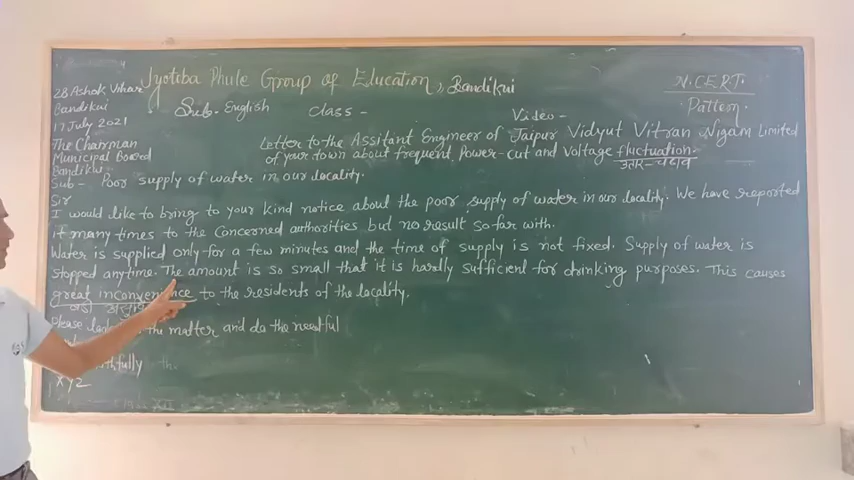 Jyotiba Phule Group of Education, Bandikui
N.CERT.
Pattern
Sub. English class - Video -
28 Ashok Vihar
Bandikui
17 July 2021
The Chairman
Municipal Board
Bandikui
Letter to the Assitant Engineer of Jaipur Vidyut Vitran Nigam Limited
of your town about frequent Power-cut and Voltage fluctuation.
उतार-चढाव
Sub- Poor supply of water in our locality.
Sir
I would like to bring to your kind notice about the poor supply of water in our locality. We have reported
it many times to the concerned authorities but no result so far with.
Water is supplied only for a few minutes and the time of supply is not fixed. Supply of water is
stopped anytime. The amount is so small that it is hardly sufficient for drinking purposes. This causes
great inconvenience to the residents of the locality.
Please the matter and do the needful
XYZ